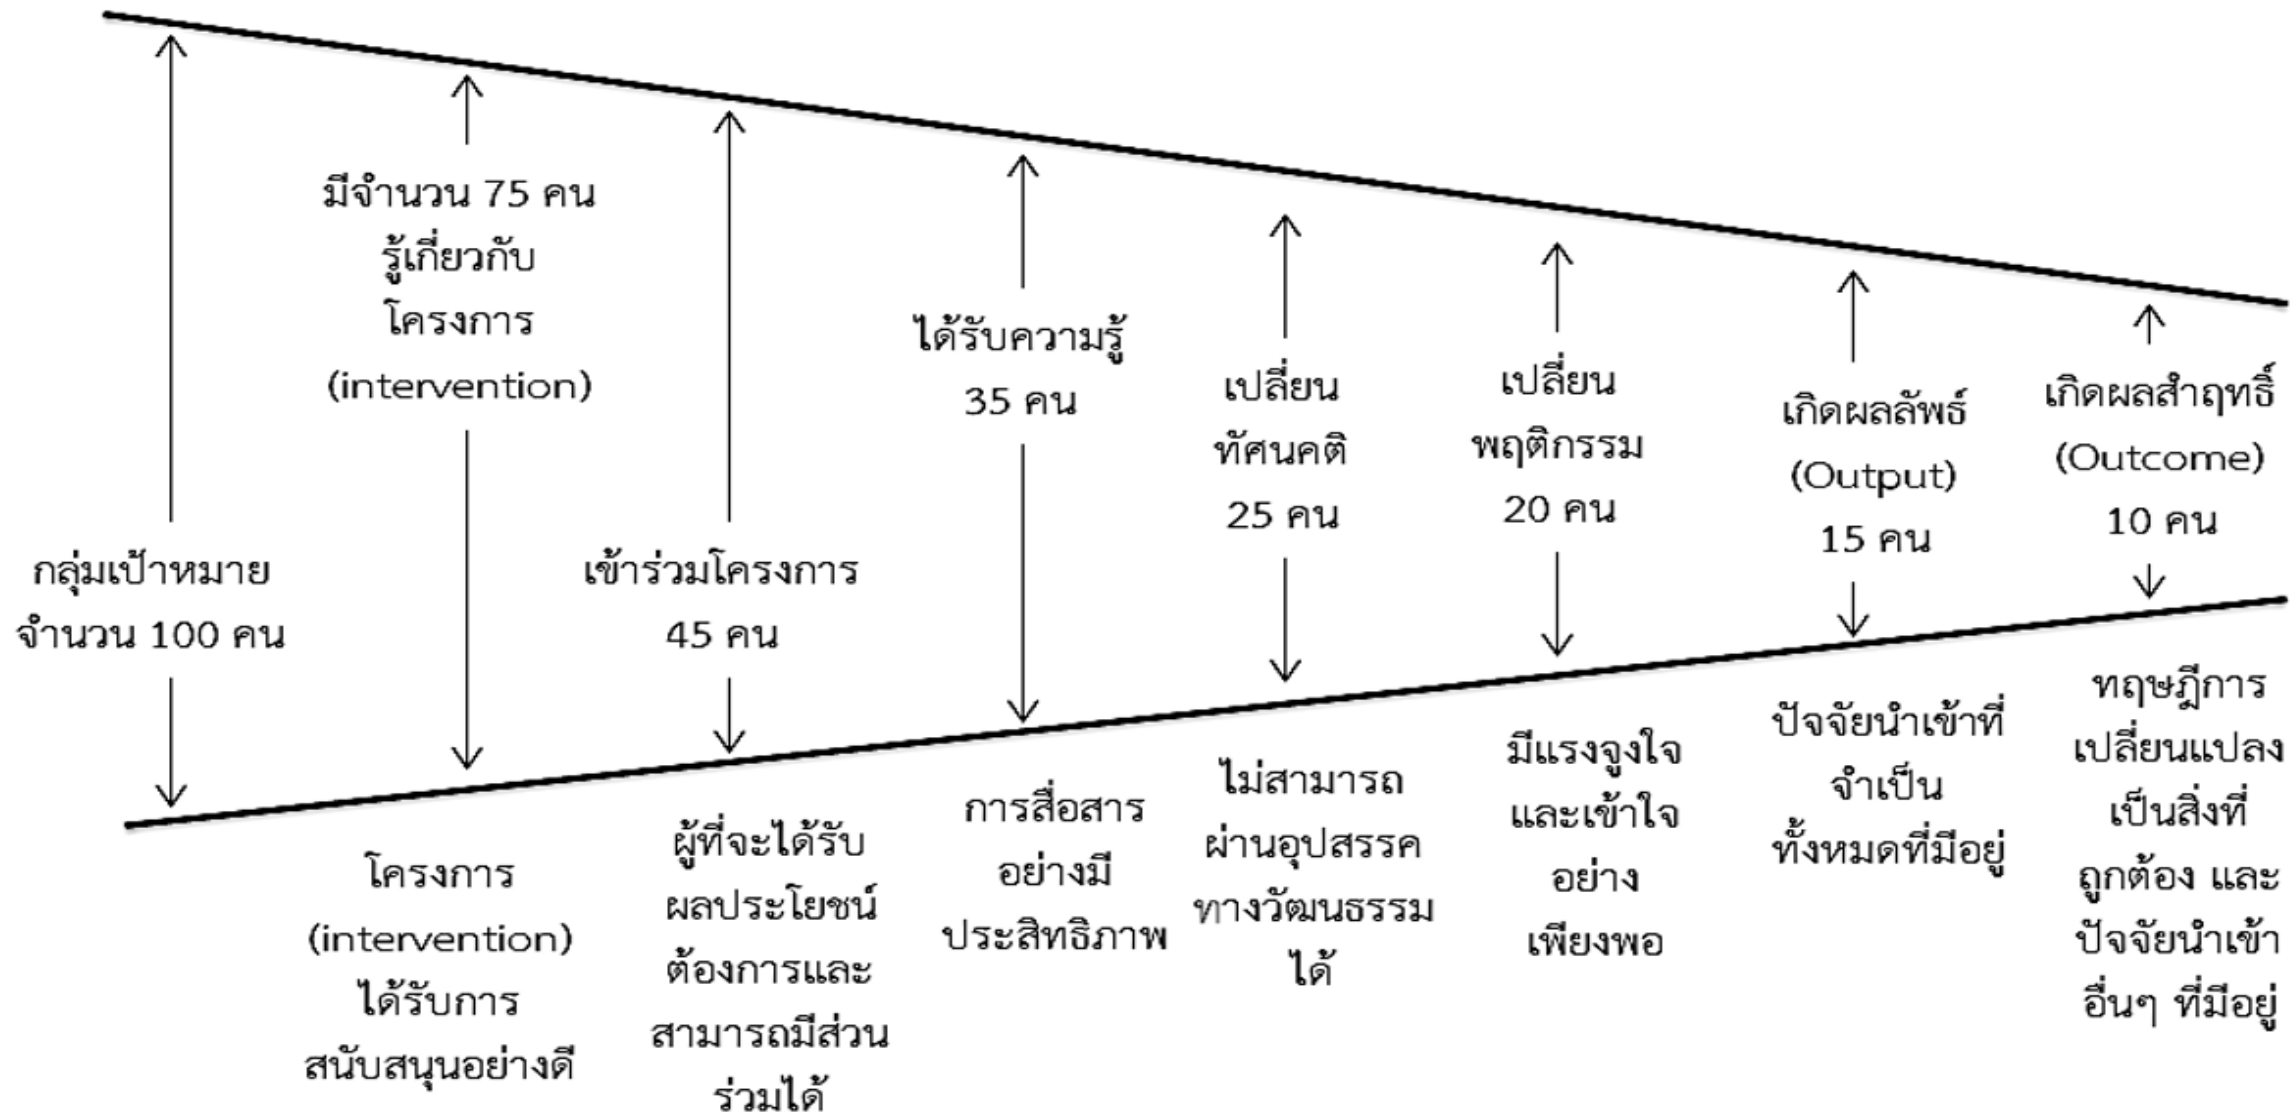 กลุ่มเป้าหมาย
จำนวน 100 คน
มีจำนวน 75 คน
รู้เกี่ยวกับ
โครงการ
(intervention)
เข้าร่วมโครงการ
45 คน
ได้รับความรู้
35 คน
เปลี่ยน
ทัศนคติ
25 คน
เปลี่ยน
พฤติกรรม
20 คน
เกิดผลลัพธ์
(Output)
15 คน
เกิดผลสำฤทธิ์
(Outcome)
10 คน
โครงการ
(intervention)
ได้รับการ
สนับสนุนอย่างดี
ผู้ที่จะได้รับ
ผลประโยชน์
ต้องการและ
สามารถมีส่วน
ร่วมได้
การสื่อสาร
อย่างมี
ประสิทธิภาพ
ไม่สามารถ
ผ่านอุปสรรค
ทางวัฒนธรรม
ได้
มีแรงจูงใจ
และเข้าใจ
อย่าง
เพียงพอ
ปัจจัยนำเข้าที่
จำเป็น
ทั้งหมดที่มีอยู่
ทฤษฎีการ
เปลี่ยนแปลง
เป็นสิ่งที่
ถูกต้อง และ
ปัจจัยนำเข้า
อื่นๆ ที่มีอยู่